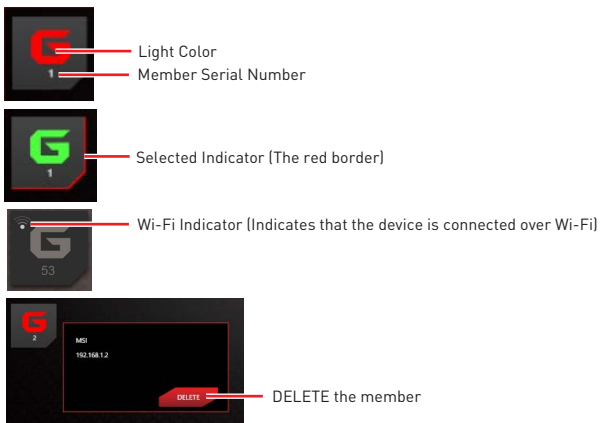 G
Light Color
1
Member Serial Number
G
1
Selected Indicator (The red border)
Wi-Fi Indicator (Indicates that the device is connected over Wi-Fi)
G
53
G
2
MSI
192.168.1.2
DELETE
DELETE the member